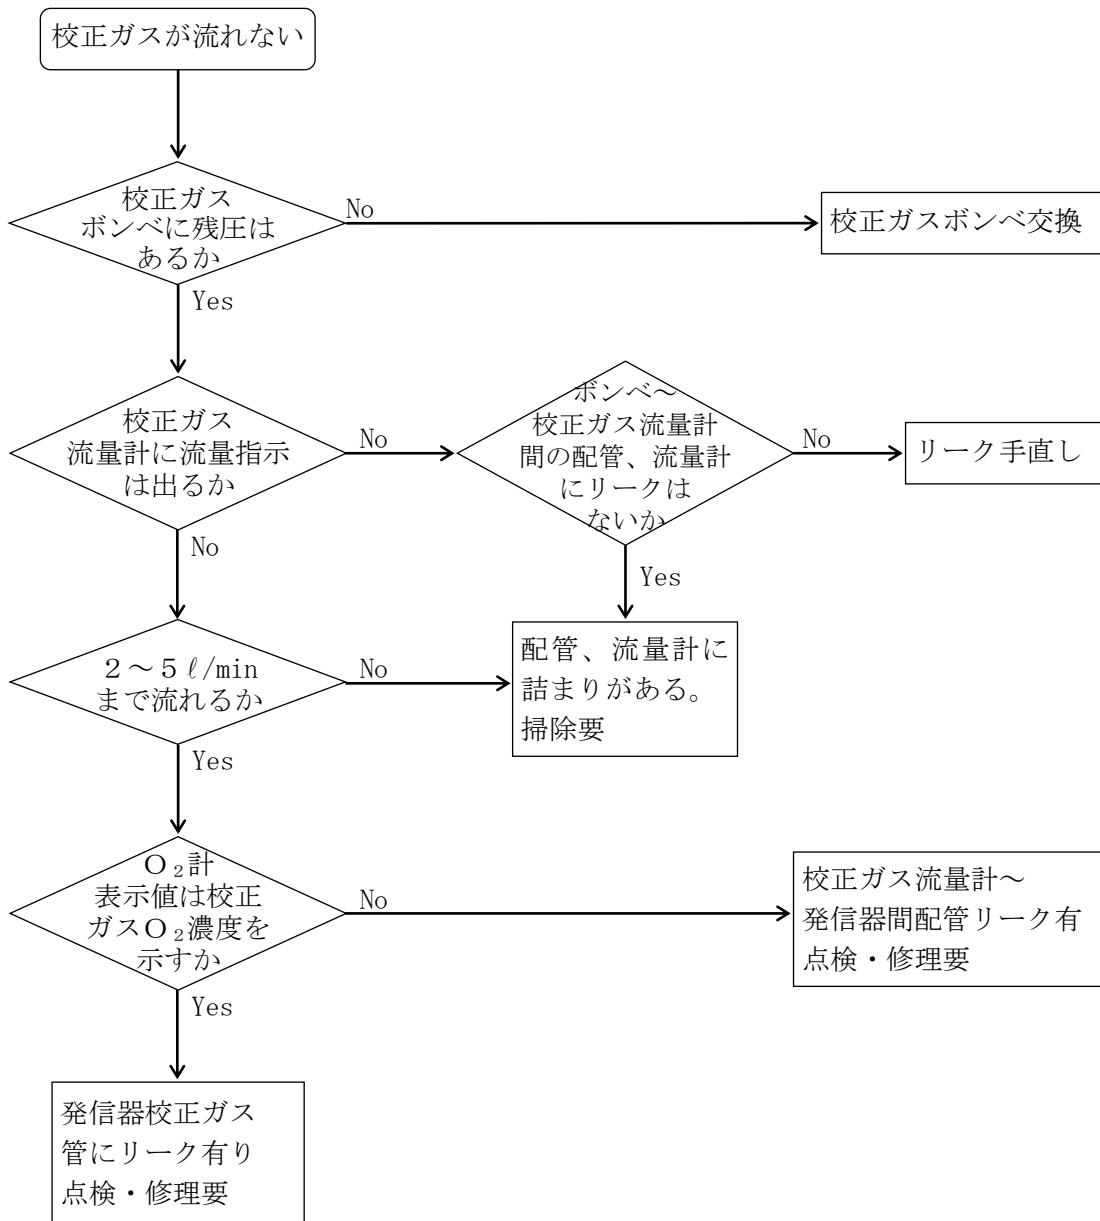 校正ガスが流れない
校正ガス
ボンベに残圧は
あるか
No
校正ガスボンベ交換
Yes
校正ガス
流量計に流量指示
は出るか
No
ボンベ～
校正ガス流量計
間の配管、流量計
にリークは
ないか
No
リーク手直し
No
Yes
２～５ℓ/min
まで流れるか
No
配管、流量計に
詰まりがある。
掃除要
Yes
Ｏ₂計
表示値は校正
ガスＯ₂濃度を
示すか
No
校正ガス流量計～
発信器間配管リーク有
点検・修理要
Yes
発信器校正ガス
管にリーク有り
点検・修理要